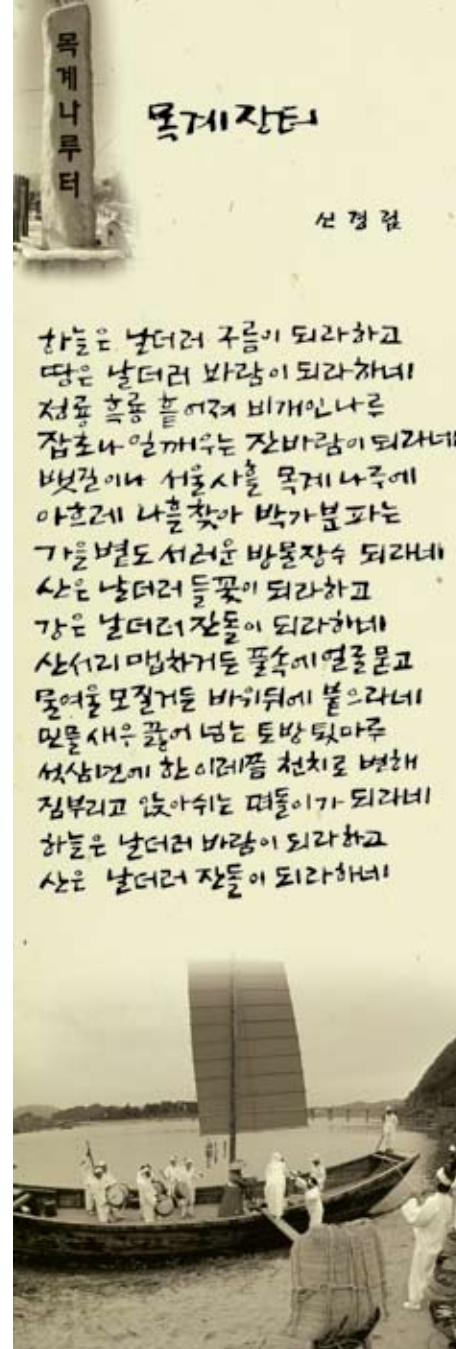 목계나루터
목계장터
신경림
하늘은 날더러 구름이 되라하고
땅은 날더러 바람이 되라하네
청룡 흑룡 흩어져 비개인나루
잡초나 일깨우는 잔바람이 되라네
뱃길이나 서울사흘 목계나루에
아흐레 나흘찾아 박가분파는
가을볕도 서러운 방물장수 되라네
산은 날더러 들꽃이 되라하고
강은 날더러 잔돌이 되라하네
산서리 맵차거든 풀속에 얼굴묻고
물여울 모질거든 바위뒤에 붙으라네
민물새우 끓어 넘는 토방 툇마루
석삼년에 한 이레쯤 천치로 변해
짐부리고 앉아쉬는 떠돌이가 되라네
하늘은 날더러 바람이 되라하고
산은 날더러 잔돌이 되라하네